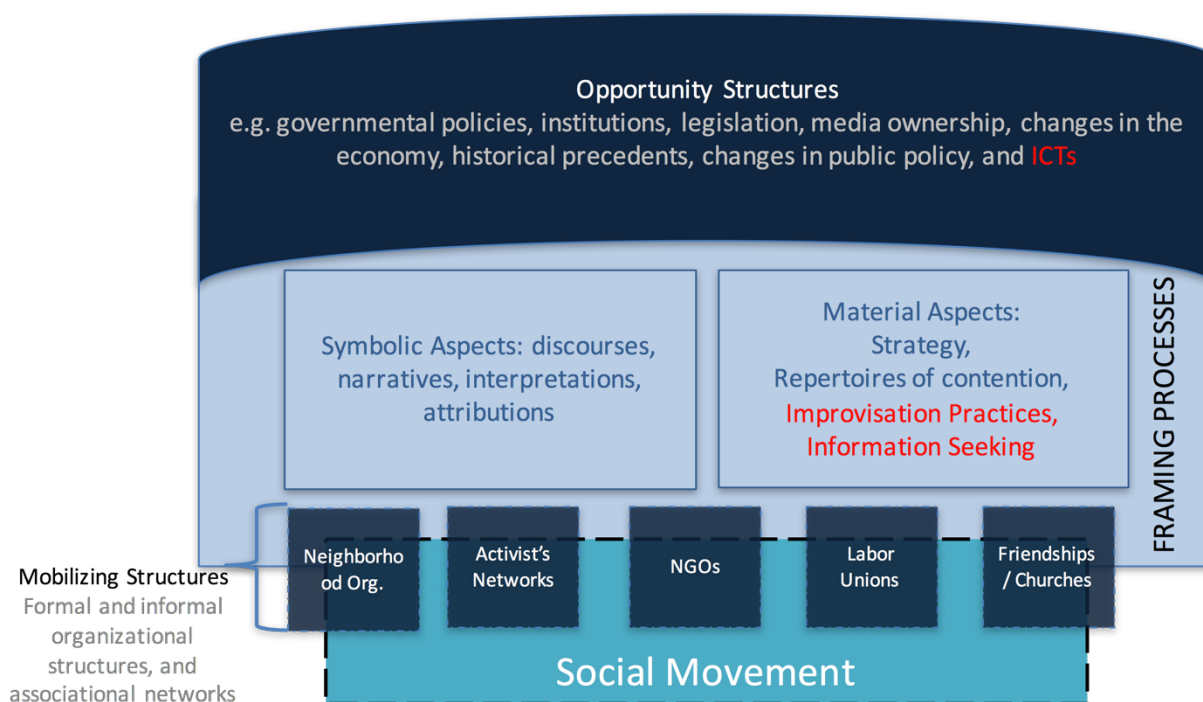 Opportunity Structures
e.g. governmental policies, institutions, legislation, media ownership, changes in the
economy, historical precedents, changes in public policy, and ICTs
Symbolic Aspects: discourses,
narratives, interpretations,
attributions
Material Aspects:
Strategy,
Repertoires of contention,
Improvisation Practices,
Information Seeking
FRAMING PROCESSES
Mobilizing Structures
Formal and informal
organizational
structures, and
associational networks
Neighborho
od Org.
Activist's
Networks
NGOs
Labor
Unions
Friendships
/ Churches
Social Movement